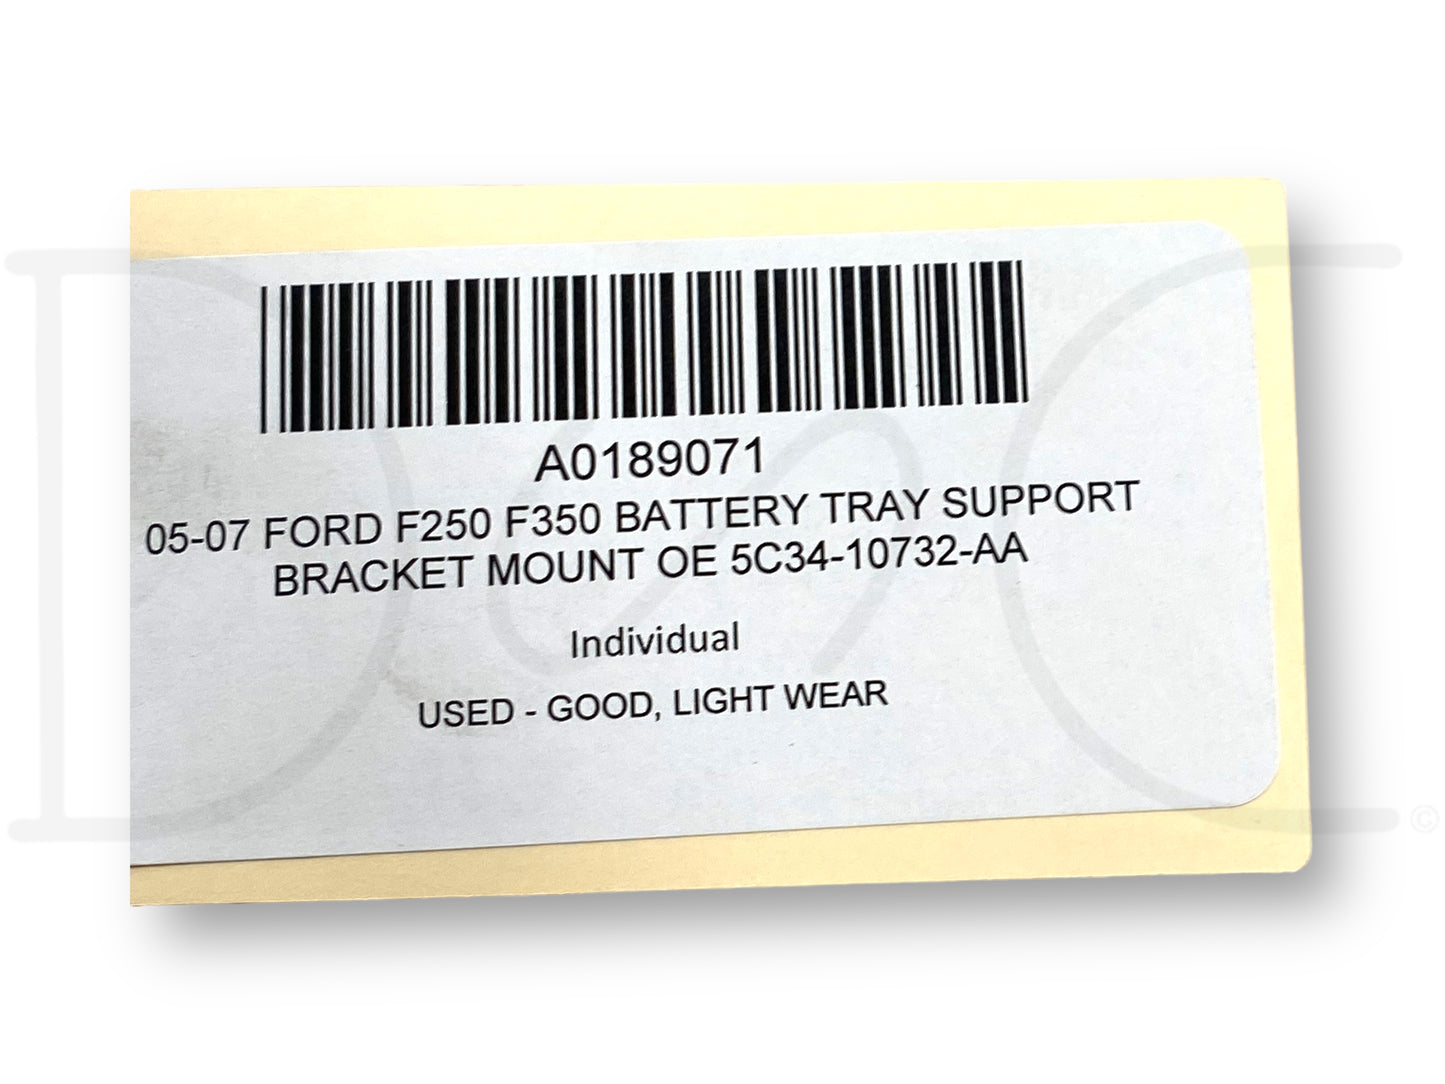 A0189071
05-07 FORD F250 F350 BATTERY TRAY SUPPORT
BRACKET MOUNT OE 5C34-10732-AA
Individual
USED - GOOD, LIGHT WEAR
©